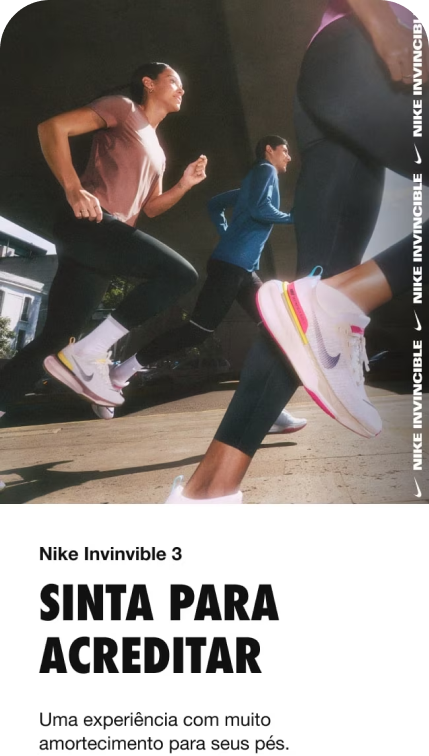 NIKE INVINCIBLE NIKE INVINCIBLE NIKE INVINCIBLE
Nike Invinvible 3
SINTA PARA
ACREDITAR
Uma experiência com muito
amortecimento para seus pés.